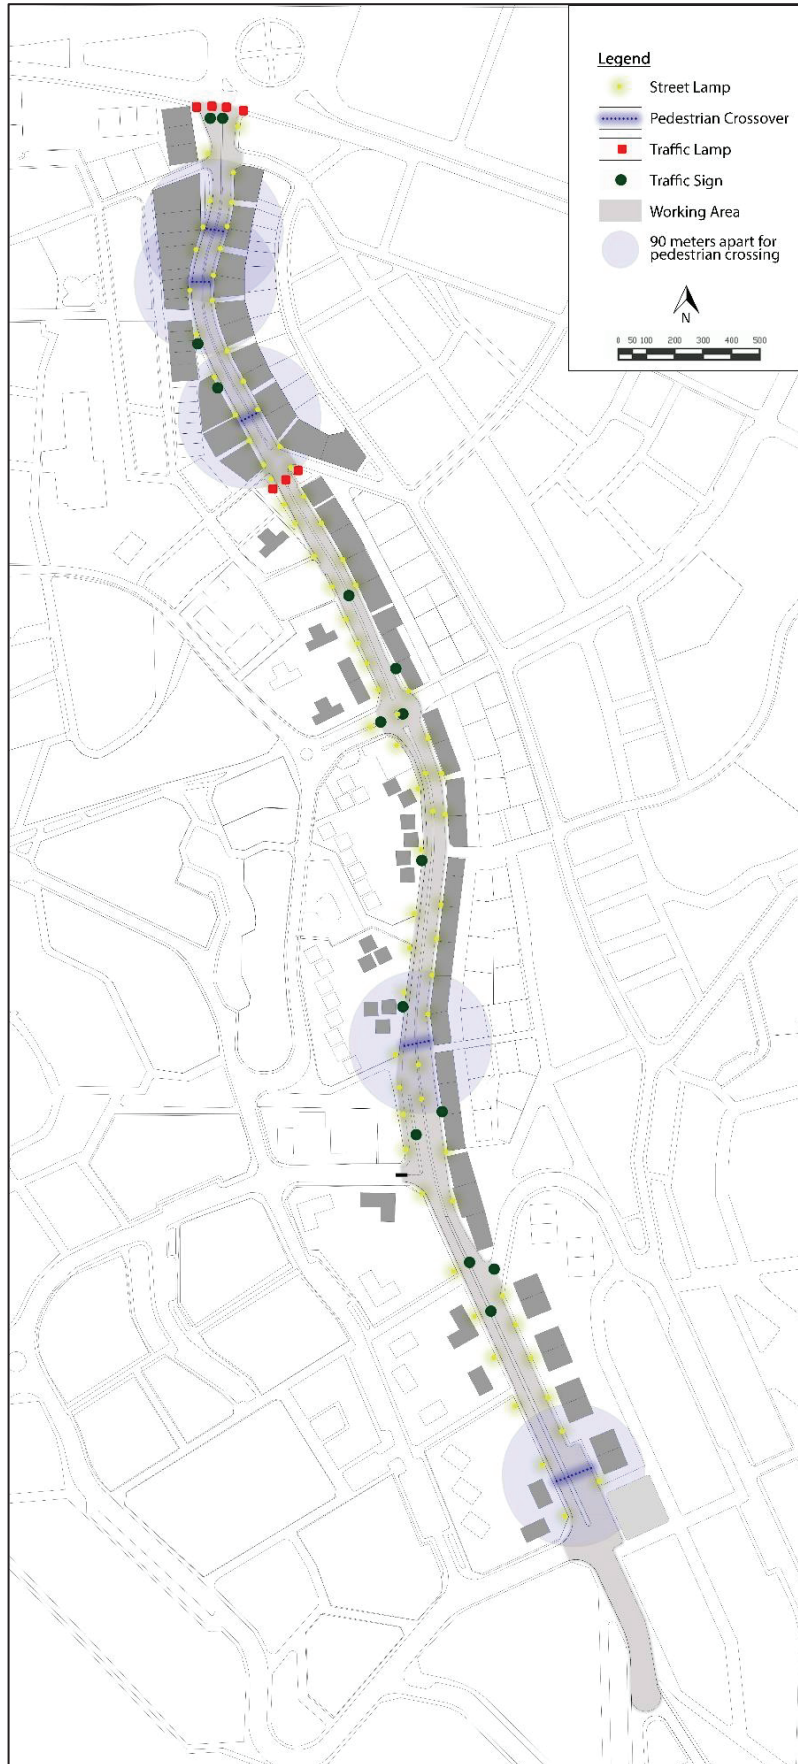 Legend
Street Lamp
Pedestrian Crossover
Traffic Lamp
Traffic Sign
Working Area
90 meters apart for
pedestrian crossing
N
0 50 100 200 300 400 500